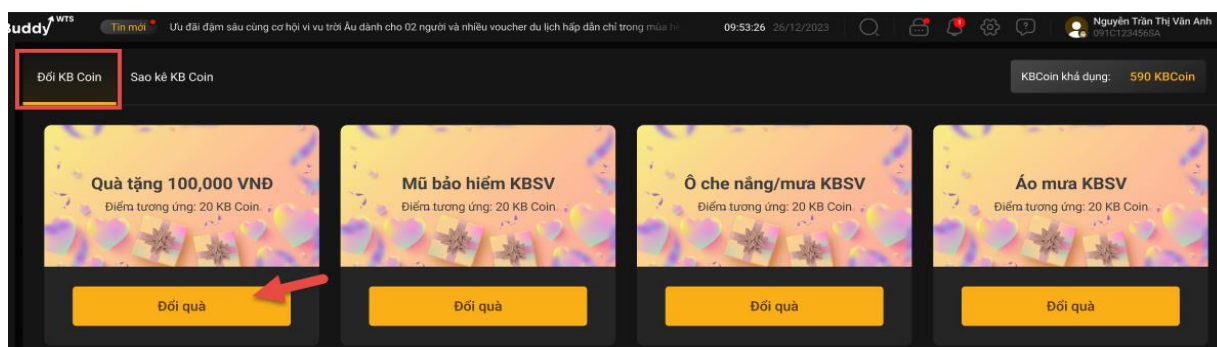 Buddy WTS
Tin mới Ưu đãi đậm sâu cùng cơ hội vi vu trời Âu dành cho 02 người và nhiều voucher du lịch hấp dẫn chỉ trong mùa 09:53:26 26/12/2023 Nguyễn Trần Thị Vân Anh
091C123456SA
Đổi KB Coin Sao kê KB Coin KBCoin khả dụng: 590 KBCoin
Quà tặng 100,000 VNĐ
Điểm tương ứng: 20 KB Coin
Đổi quà
Mũ bảo hiểm KBSV
Điểm tương ứng: 20 KB Coin
Đổi quà
Ô che nắng/mưa KBSV
Điểm tương ứng: 20 KB Coin
Đổi quà
Áo mưa KBSV
Điểm tương ứng: 20 KB Coin
Đổi quà